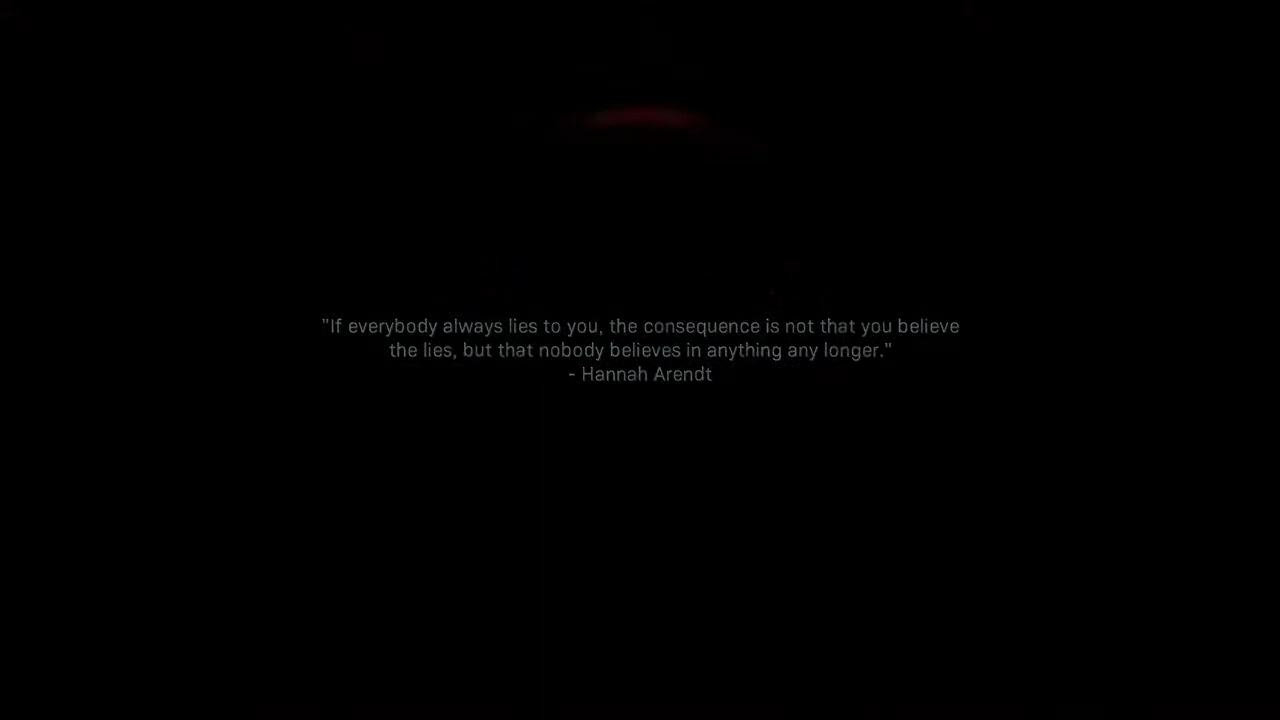 "If everybody always lies to you, the consequence is not that you believe
the lies, but that nobody believes in anything any longer."
- Hannah Arendt